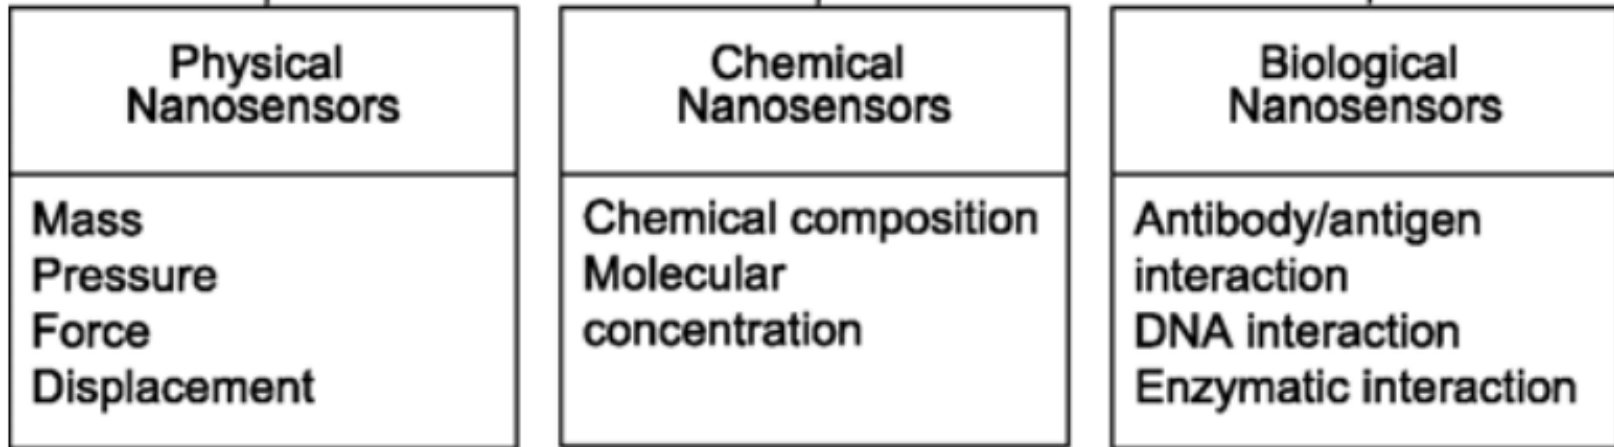 Physical
Nanosensors
Mass
Pressure
Force
Displacement
Chemical
Nanosensors
Chemical composition
Molecular
concentration
Biological
Nanosensors
Antibody/antigen
interaction
DNA interaction
Enzymatic interaction